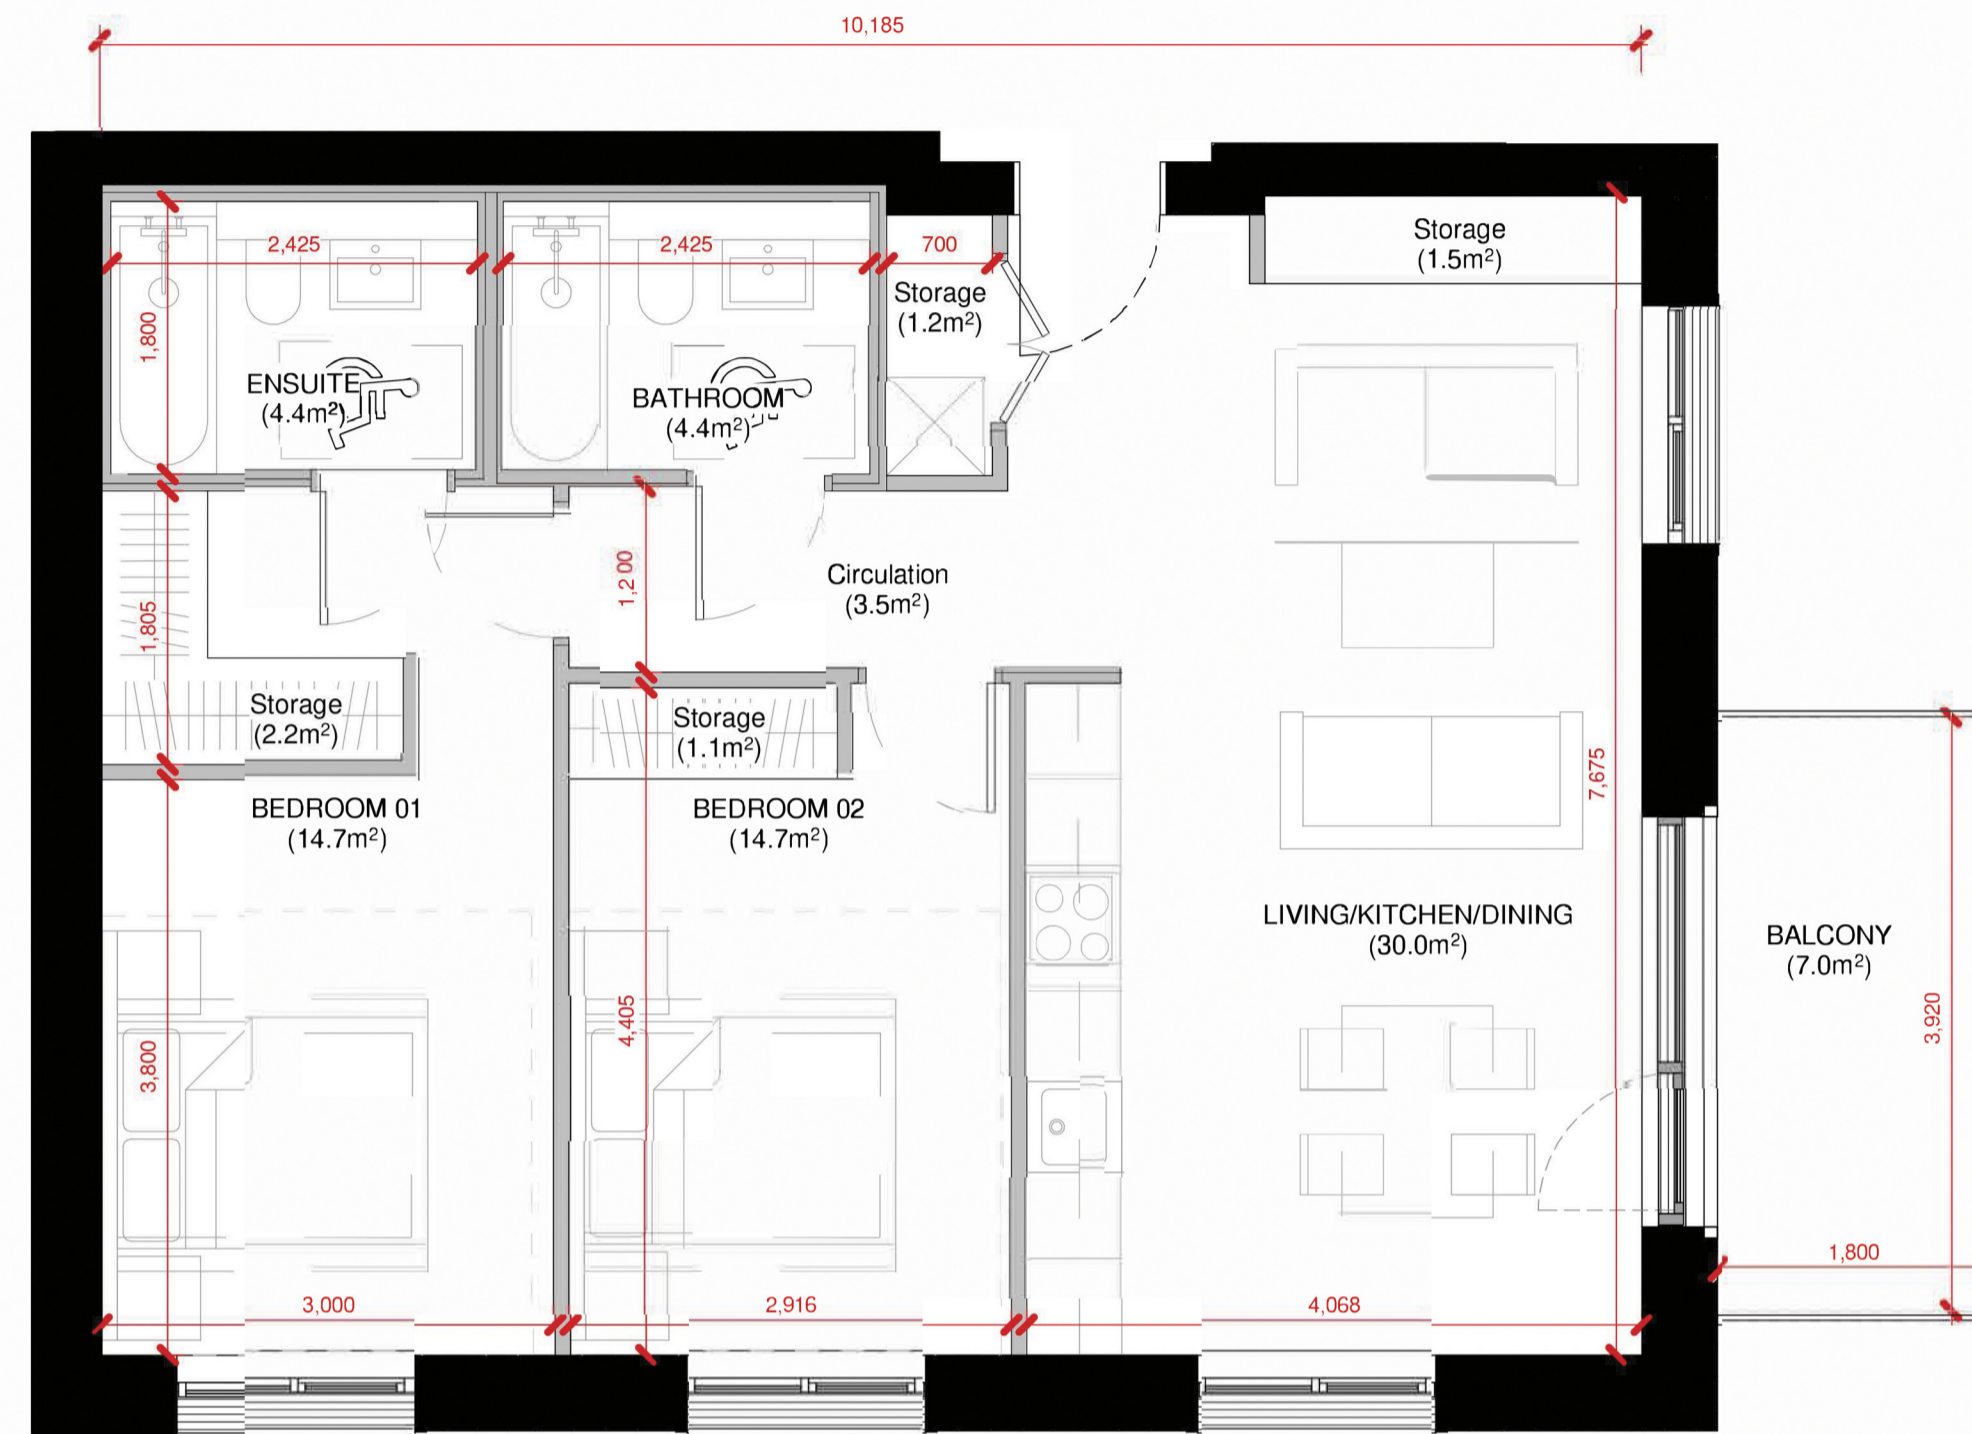 10,185
2,425
2,425
700
Storage
(1.5m²)
Storage
(1.2m²)
1,800
ENSUITE
(4.4m²)
BATHROOM
(4.4m²)
1,200
Circulation
(3.5m²)
1,805
Storage
(2.2m²)
Storage
(1.1m²)
7,675
BEDROOM 01
(14.7m²)
BEDROOM 02
(14.7m²)
LIVING/KITCHEN/DINING
(30.0m²)
BALCONY
(7.0m²)
4,405
3,920
3,800
1,800
3,000
2,916
4,068